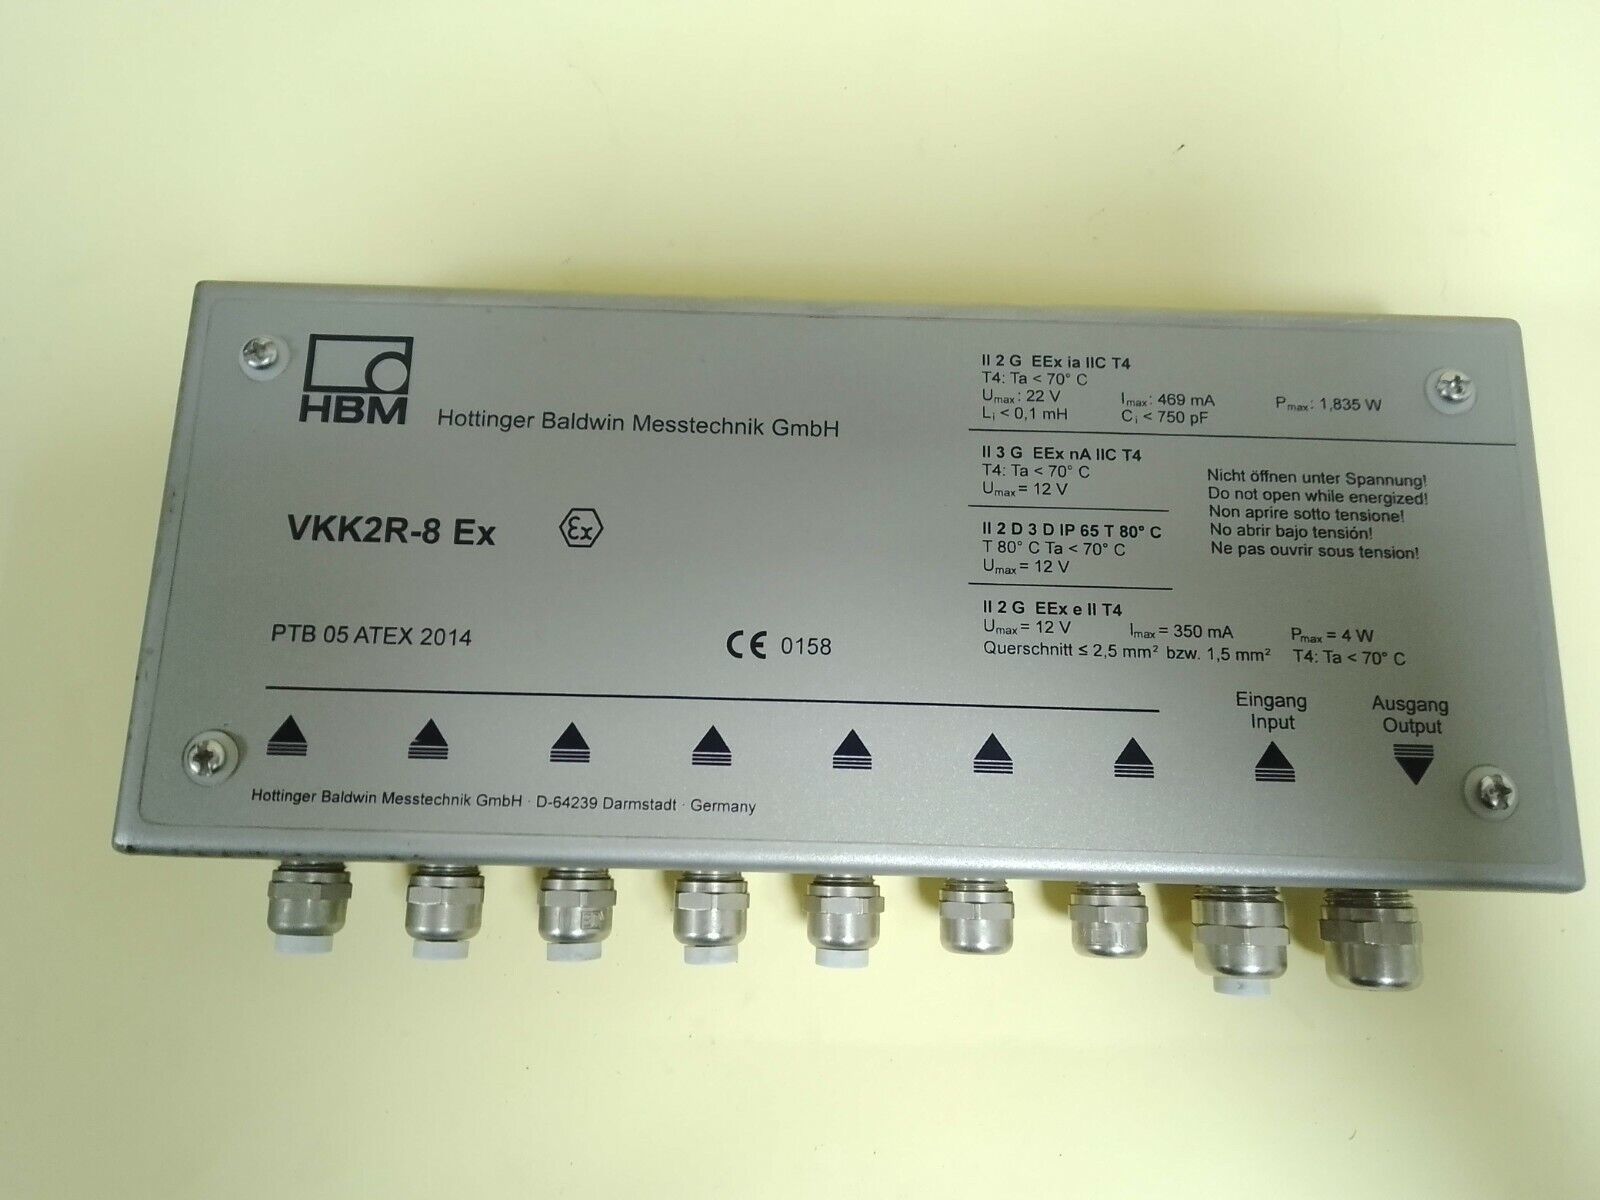 HBM
Hottinger Baldwin Messtechnik GmbH
VKK2R-8 Ex
Ex
PTB 05 ATEX 2014
CE 0158
II 2 G EEx ia IIC T4
T4: Ta < 70° C
Umax: 22 V Imax: 469 mA Pmax: 1,835 W
Li < 0,1 mH Ci < 750 pF
II 3 G EEx nA IIC T4
T4: Ta < 70° C
Umax = 12 V
II 2 D 3 D IP 65 T 80° C
T 80° C Ta < 70° C
Umax = 12 V
II 2 G EEx e II T4
Umax = 12 V Imax = 350 mA Pmax = 4 W
Querschnitt ≤ 2,5 mm² bzw. 1,5 mm² T4: Ta < 70° C
Nicht öffnen unter Spannung!
Do not open while energized!
Non aprire sotto tensione!
No abrir bajo tensión!
Ne pas ouvrir sous tension!
Eingang
Input
Ausgang
Output
Hottinger Baldwin Messtechnik GmbH · D-64239 Darmstadt · Germany